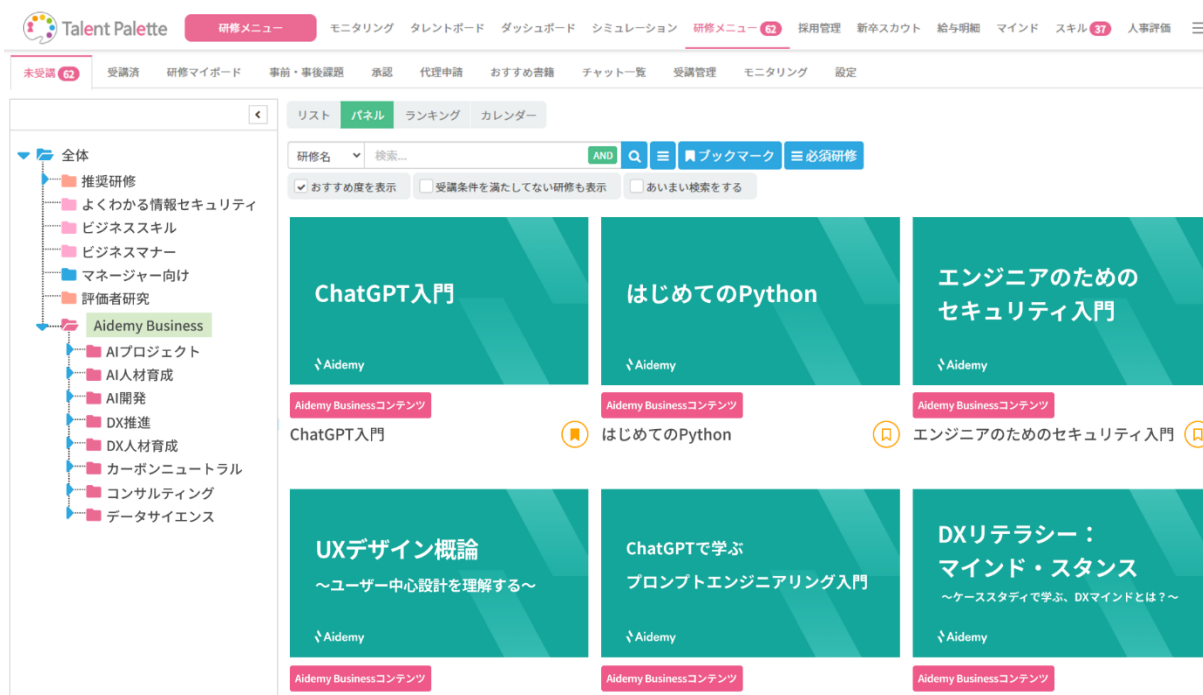 Talent Palette
研修メニュー
モニタリング タレントボード ダッシュボード シミュレーション 研修メニュー 62 採用管理 新卒スカウト 給与明細 マインド スキル 37 人事評価
未受講 62 受講済 研修マイボード 事前・事後課題 承認 代理申請 おすすめ書籍 チャット一覧 受講管理 モニタリング 設定
全体
推奨研修
よくわかる情報セキュリティ
ビジネススキル
ビジネスマナー
マネージャー向け
評価者研究
Aidemy Business
AIプロジェクト
AI人材育成
AI開発
DX推進
DX人材育成
カーボンニュートラル
コンサルティング
データサイエンス
リスト パネル ランキング カレンダー
研修名 検索... AND ブックマーク 必須研修
おすすめ度を表示 受講条件を満たしてない研修も表示 あいまい検索をする
ChatGPT入門
Aidemy
Aidemy Businessコンテンツ
ChatGPT入門
はじめてのPython
Aidemy
Aidemy Businessコンテンツ
はじめてのPython
エンジニアのための
セキュリティ入門
Aidemy
Aidemy Businessコンテンツ
エンジニアのためのセキュリティ入門
UXデザイン概論
～ユーザー中心設計を理解する～
Aidemy
Aidemy Businessコンテンツ
ChatGPTで学ぶ
プロンプトエンジニアリング入門
Aidemy
Aidemy Businessコンテンツ
DXリテラシー：
マインド・スタンス
～ケーススタディで学ぶ、DXマインドとは？～
Aidemy
Aidemy Businessコンテンツ